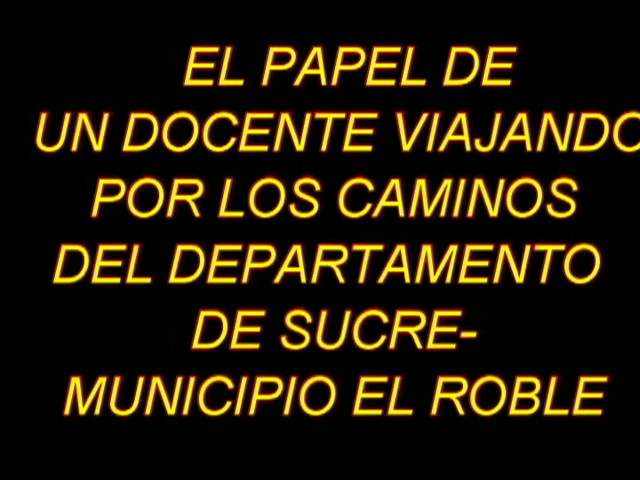 EL PAPEL DE
UN DOCENTE VIAJANDO
POR LOS CAMINOS
DEL DEPARTAMENTO
DE SUCRE-
MUNICIPIO EL ROBLE